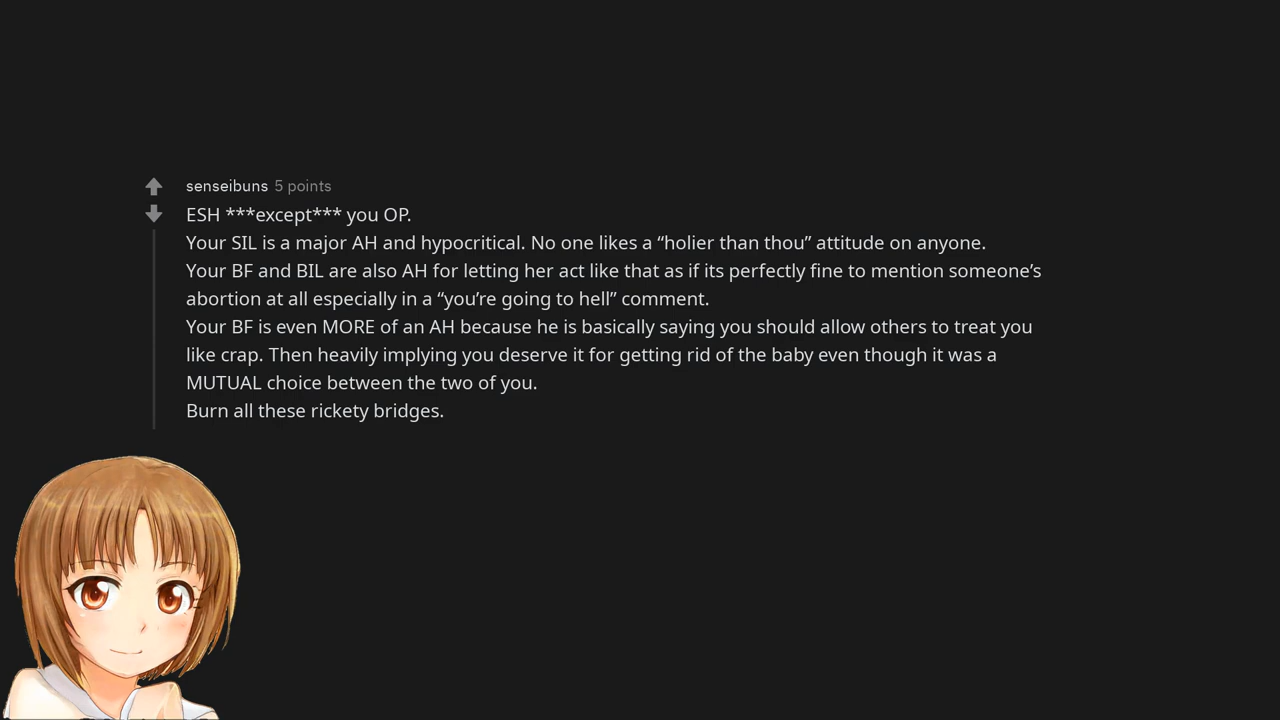 senseibuns 5 points
ESH ***except*** you OP.
Your SIL is a major AH and hypocritical. No one likes a “holier than thou” attitude on anyone.
Your BF and BIL are also AH for letting her act like that as if its perfectly fine to mention someone’s
abortion at all especially in a “you’re going to hell” comment.
Your BF is even MORE of an AH because he is basically saying you should allow others to treat you
like crap. Then heavily implying you deserve it for getting rid of the baby even though it was a
MUTUAL choice between the two of you.
Burn all these rickety bridges.